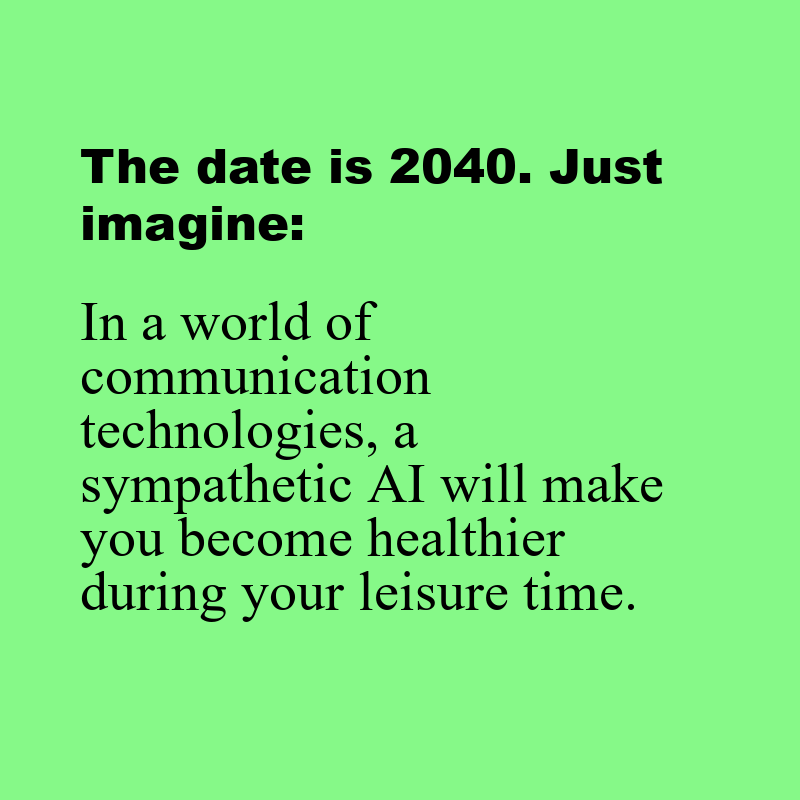 The date is 2040. Just
imagine:
In a world of
communication
technologies, a
sympathetic AI will make
you become healthier
during your leisure time.